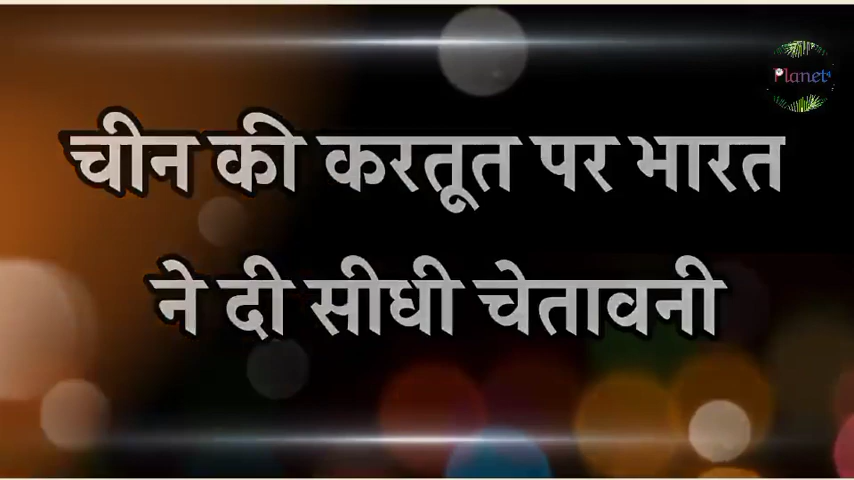 Planet
चीन की करतूत पर भारत
ने दी सीधी चेतावनी